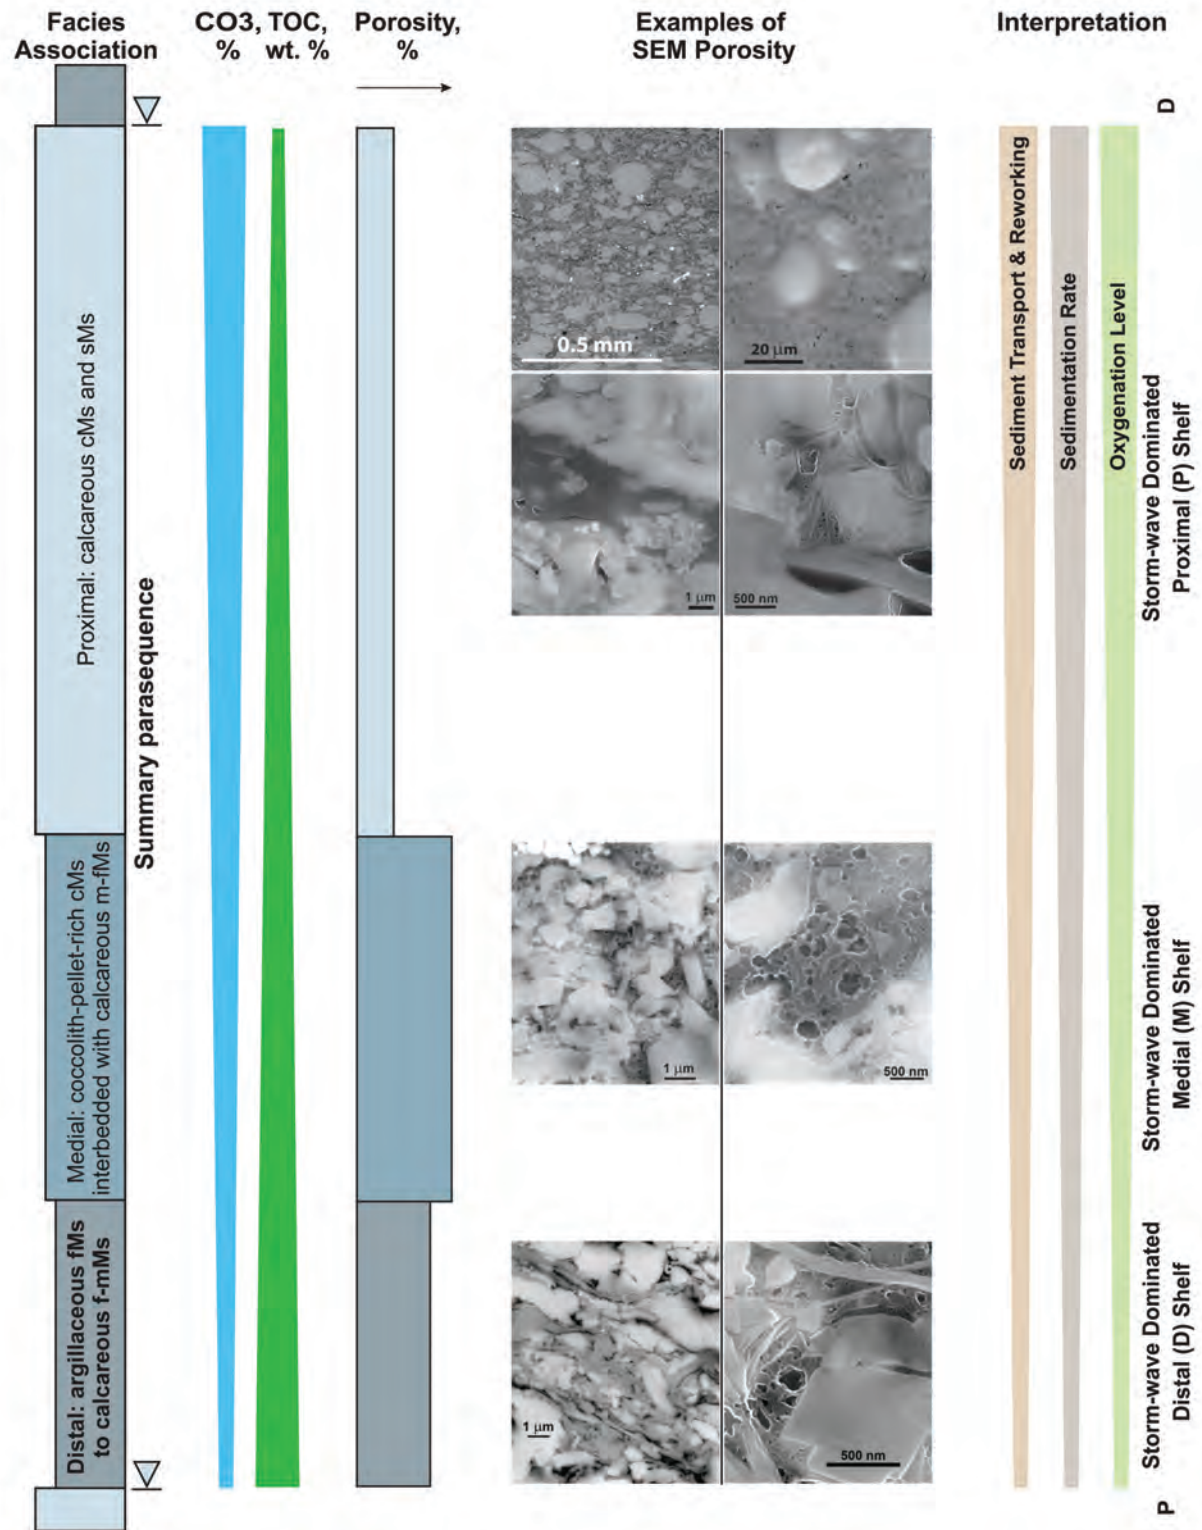 Facies
Association
CO3, TOC,
% wt. %
Porosity,
%
Examples of
SEM Porosity
Interpretation
D
Proximal: calcareous cMs and sMs
Medial: coccolith-pellet-rich cMs
interbedded with calcareous m-fMs
Distal: argillaceous fMs
to calcareous f-mMs
Summary parasequence
0.5 mm
20 µm
1 µm
500 nm
1 µm
500 nm
1 µm
500 nm
Sediment Transport & Reworking
Sedimentation Rate
Oxygenation Level
Storm-wave Dominated
Proximal (P) Shelf
Storm-wave Dominated
Medial (M) Shelf
Storm-wave Dominated
Distal (D) Shelf
P